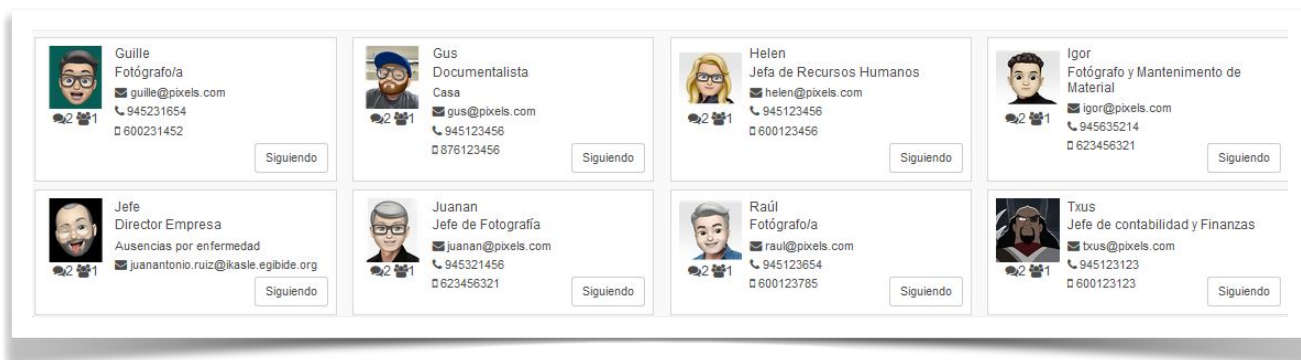 Guille
Fotógrafo/a
guille@pixels.com
945231654
600231452
2 1
Siguiendo
Gus
Documentalista
Casa
gus@pixels.com
945123456
876123456
2 1
Siguiendo
Helen
Jefa de Recursos Humanos
helen@pixels.com
945123456
600123456
2 1
Siguiendo
Igor
Fotógrafo y Mantenimento de
Material
igor@pixels.com
945635214
623456321
2 1
Siguiendo
Jefe
Director Empresa
Ausencias por enfermedad
juanantonio.ruiz@ikasle.egibide.org
2 1
Siguiendo
Juanan
Jefe de Fotografía
juanan@pixels.com
945321456
623456321
2 1
Siguiendo
Raúl
Fotógrafo/a
raul@pixels.com
945123654
600123785
2 1
Siguiendo
Txus
Jefe de contabilidad y Finanzas
txus@pixels.com
945123123
600123123
2 1
Siguiendo